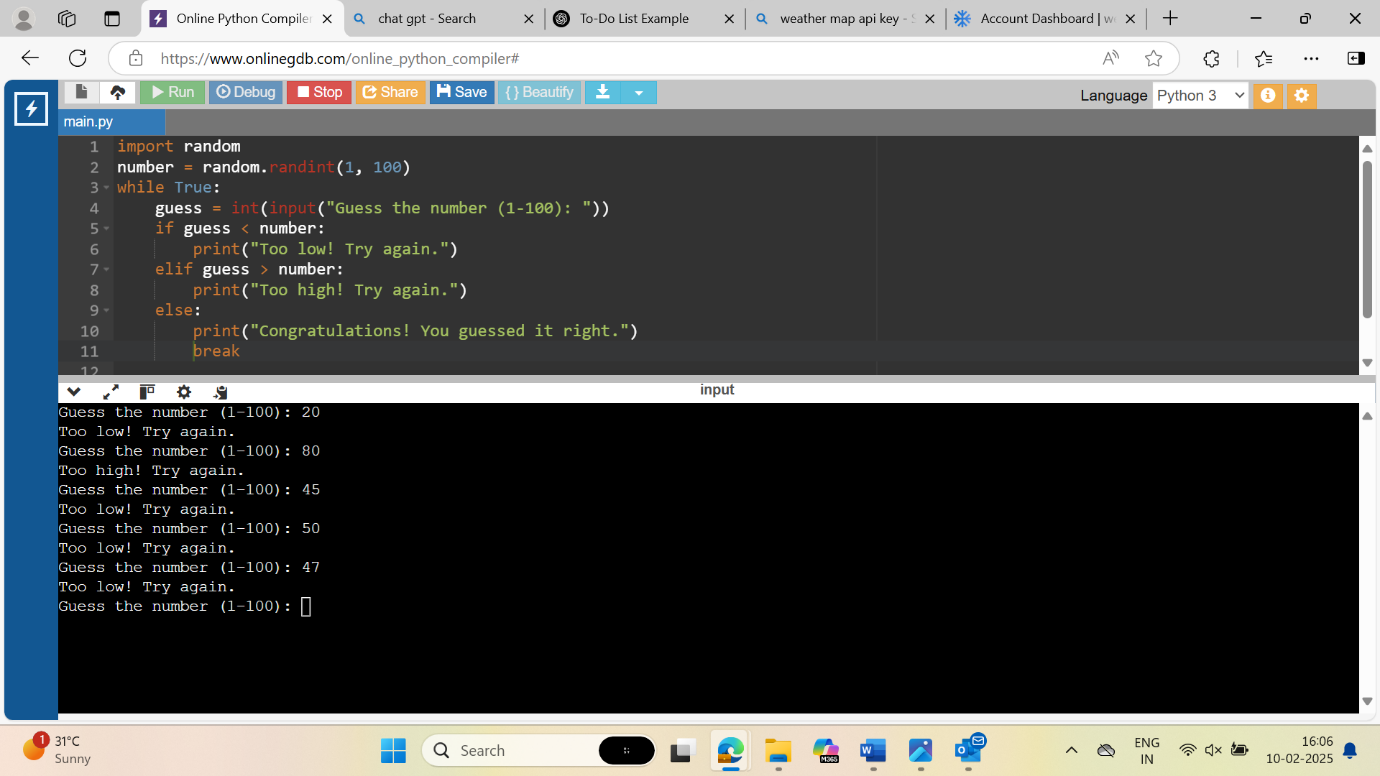 Online Python Compiler
chat gpt - Search
To-Do List Example
weather map api key - S
Account Dashboard | we
https://www.onlinegdb.com/online_python_compiler#
Run
Debug
Stop
Share
Save
{ } Beautify
Language
Python 3
main.py
1 import random
2 number = random.randint(1, 100)
3 while True:
4     guess = int(input("Guess the number (1-100): "))
5     if guess < number:
6         print("Too low! Try again.")
7     elif guess > number:
8         print("Too high! Try again.")
9     else:
10         print("Congratulations! You guessed it right.")
11         break
12
input
Guess the number (1-100): 20
Too low! Try again.
Guess the number (1-100): 80
Too high! Try again.
Guess the number (1-100): 45
Too low! Try again.
Guess the number (1-100): 50
Too low! Try again.
Guess the number (1-100): 47
Too low! Try again.
Guess the number (1-100):
1
31°C
Sunny
Search
M365
ENG
IN
16:06
10-02-2025